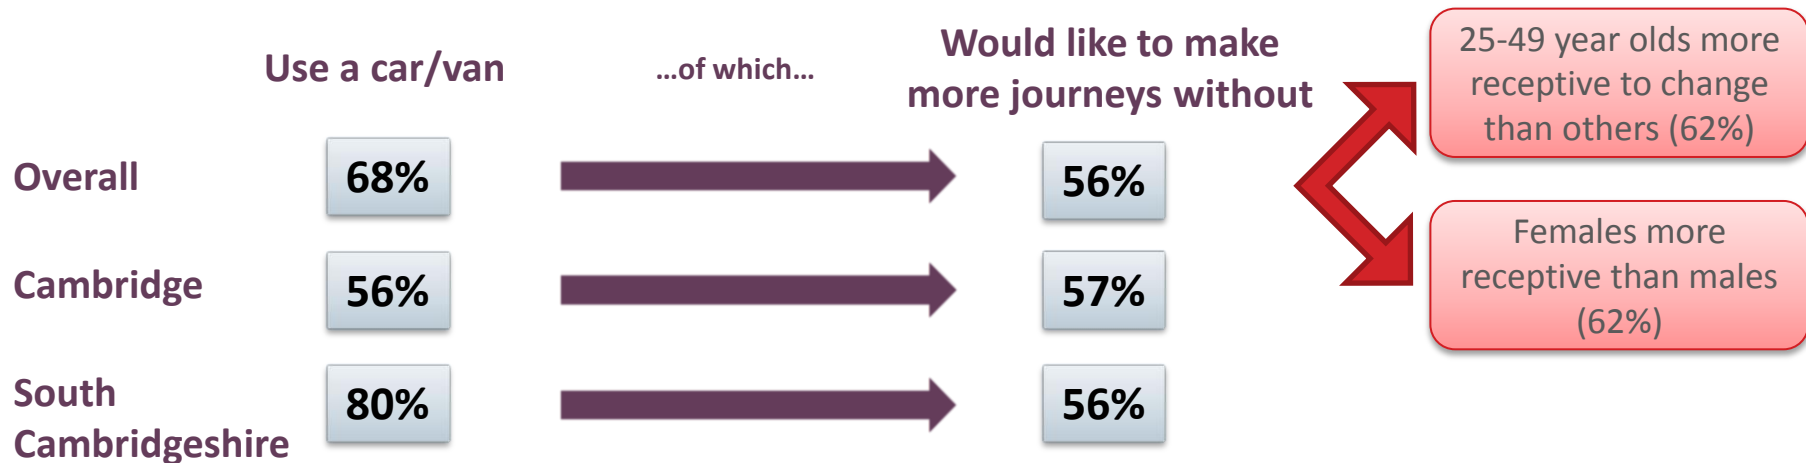 Use a car/van
...of which...
Would like to make
more journeys without
Overall
68%
56%
Cambridge
56%
57%
South
Cambridgeshire
80%
56%
25-49 year olds more
receptive to change
than others (62%)
Females more
receptive than males
(62%)